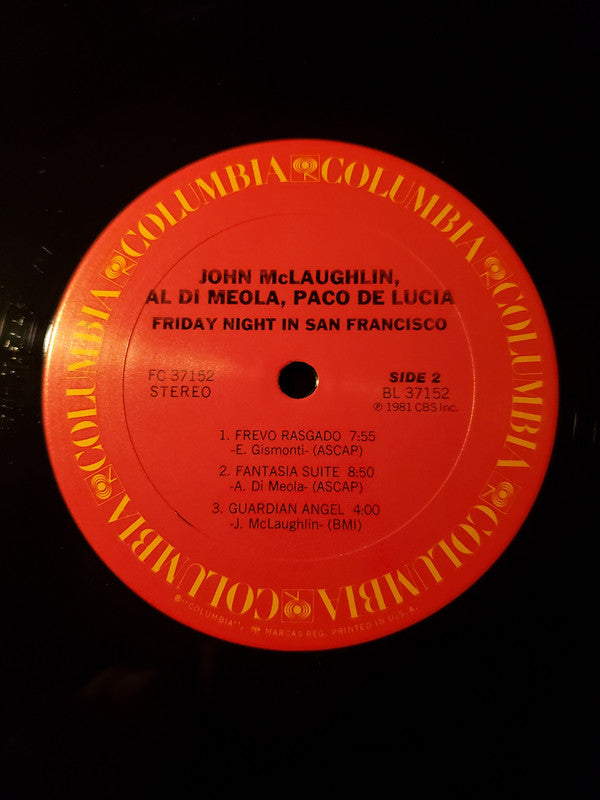 COLUMBIA COLUMBIA COLUMBIA COLUMBIA COLUMBIA COLUMBIA COLUMBIA
JOHN McLAUGHLIN,
AL DI MEOLA, PACO DE LUCIA
FRIDAY NIGHT IN SAN FRANCISCO
FC 37152 SIDE 2
STEREO BL 37152
℗ 1981 CBS Inc.
1. FREVO RASGADO 7:55
-E. Gismonti- (ASCAP)
2. FANTASIA SUITE 8:50
-A. Di Meola- (ASCAP)
3. GUARDIAN ANGEL 4:00
-J. McLaughlin- (BMI)
® "COLUMBIA", MARCAS REG. PRINTED IN U.S.A.